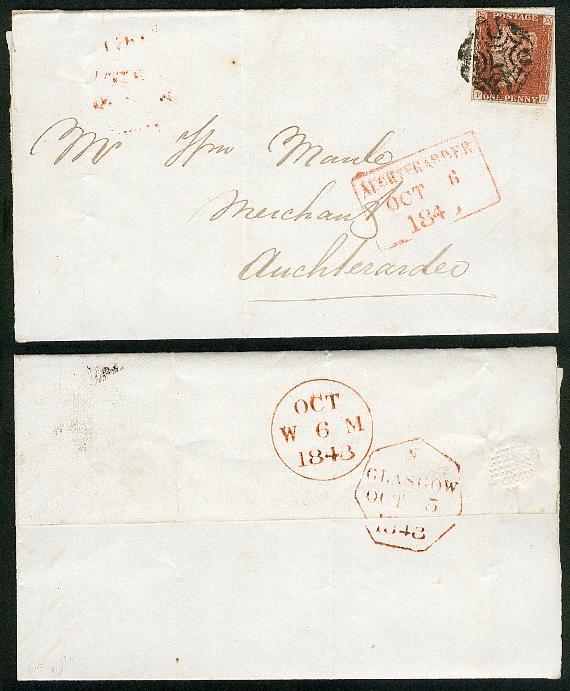 POSTAGE
P ONE PENNY G
Mr Wm Maule
Merchant
Auchterarder
AUCHTERARDER
OCT 6
184
OCT
W 6 M
1843
N
GLASGOW
OCT 5
1843